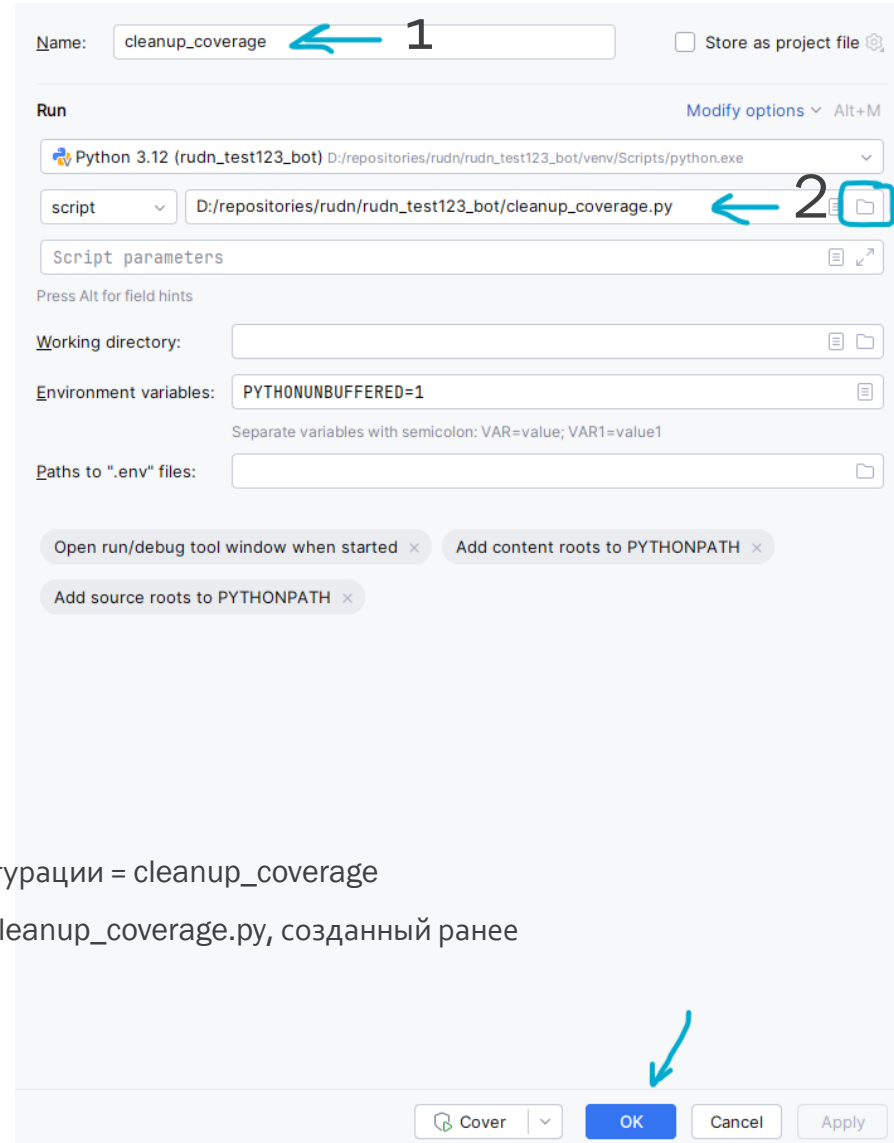 Name: cleanup_coverage 1 Store as project file
Run Modify options Alt+M
Python 3.12 (rudn_test123_bot) D:/repositories/rudn/rudn_test123_bot/venv/Scripts/python.exe
script D:/repositories/rudn/rudn_test123_bot/cleanup_coverage.py 2
Script parameters
Press Alt for field hints
Working directory:
Environment variables: PYTHONUNBUFFERED=1
Separate variables with semicolon: VAR=value; VAR1=value1
Paths to ".env" files:
Open run/debug tool window when started × Add content roots to PYTHONPATH ×
Add source roots to PYTHONPATH ×
= cleanup_coverage
созданный ранее
Cover OK Cancel Apply